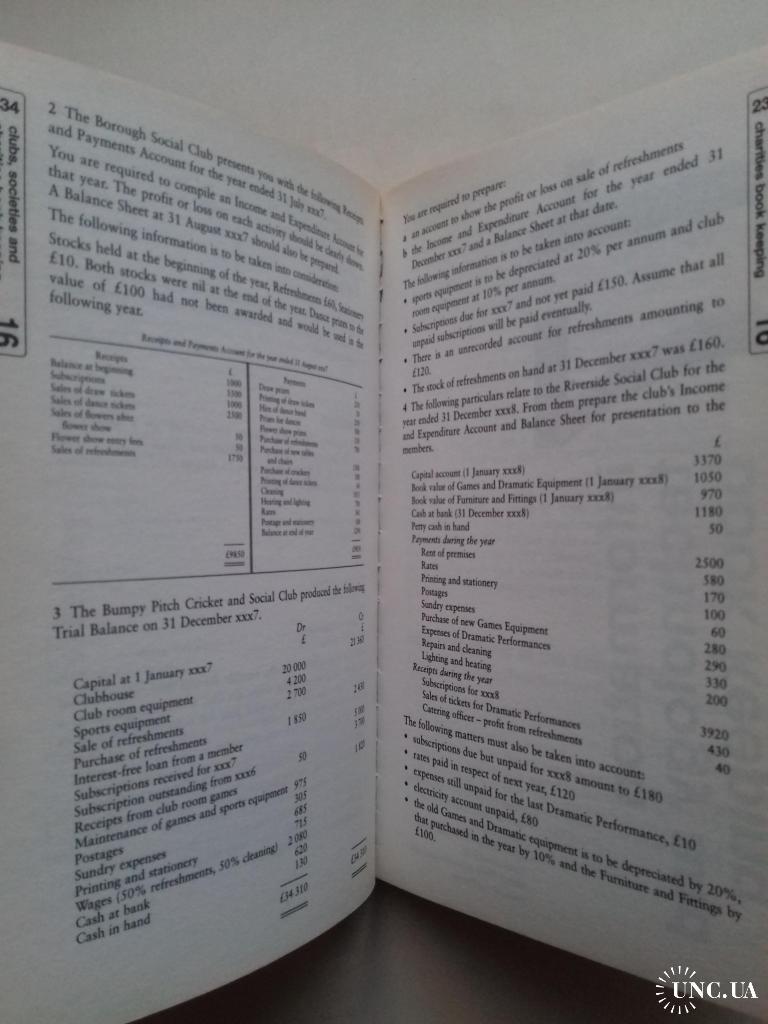 34
clubs, societies and
16
2 The Borough Social Club presents you with the following Receipts
and Payments Account for the year ended 31 July xxx7.
You are required to compile an Income and Expenditure Account for
that year. The profit or loss on each activity should be clearly shown.
A Balance Sheet at 31 August xxx7 should also be prepared.
The following information is to be taken into consideration:
Stocks held at the beginning of the year, Refreshments £60, Stationery
£10. Both stocks were nil at the end of the year. Dance prizes to the
value of £100 had not been awarded and would be used in the
following year.
Receipts and Payments Account for the year ended 31 August xxx7
Receipts £
Balance at beginning 1000
Subscriptions
Sales of draw tickets 1000
Sales of dance tickets 2500
Sales of flowers after
flower show 50
Flower show entry fees 50
Sales of refreshments 1750
£9850
Payments £
Draw prizes
Printing of draw tickets
Hire of dance band
Prizes for dances
Flower show prizes
Purchase of refreshments
Purchase of new tables
and chairs
Purchase of crockery
Printing of dance tickets
Cleaning
Heating and lighting
Rates
Postage and stationery
Balance at end of year
3 The Bumpy Pitch Cricket and Social Club produced the following
Trial Balance on 31 December xxx7.
Dr Cr
£ £
Capital at 1 January xxx7 21 360
Clubhouse 20 000
Club room equipment 4 200
Sports equipment 2 700
Sale of refreshments
Purchase of refreshments 1 850
Interest-free loan from a member
Subscriptions received for xxx7
Subscription outstanding from xxx6 50
Receipts from club room games
Maintenance of games and sports equipment 975
Postages 305
Sundry expenses 685
Printing and stationery 715
Wages (50% refreshments, 50% cleaning) 2 080
Cash at bank 620
Cash in hand 130
£34 310 £34 310
23
charities book keeping
You are required to prepare:
a an account to show the profit or loss on sale of refreshments
b the Income and Expenditure Account for the year ended 31
December xxx7 and a Balance Sheet at that date.
The following information is to be taken into account:
• sports equipment is to be depreciated at 20% per annum and club
room equipment at 10% per annum.
• Subscriptions due for xxx7 and not yet paid £150. Assume that all
unpaid subscriptions will be paid eventually.
• There is an unrecorded account for refreshments amounting to
£120.
• The stock of refreshments on hand at 31 December xxx7 was £160.
4 The following particulars relate to the Riverside Social Club for the
year ended 31 December xxx8. From them prepare the club's Income
and Expenditure Account and Balance Sheet for presentation to the
members.
£
Capital account (1 January xxx8) 3370
Book value of Games and Dramatic Equipment (1 January xxx8) 1050
Book value of Furniture and Fittings (1 January xxx8) 970
Cash at bank (31 December xxx8) 1180
Petty cash in hand 50
Payments during the year
Rent of premises 2500
Rates 580
Printing and stationery 170
Postages 100
Sundry expenses 60
Purchase of new Games Equipment 280
Expenses of Dramatic Performances 290
Repairs and cleaning 330
Lighting and heating 200
Receipts during the year
Subscriptions for xxx8 3920
Sales of tickets for Dramatic Performances 430
Catering officer – profit from refreshments 40
The following matters must also be taken into account:
• subscriptions due but unpaid for xxx8 amount to £180
• rates paid in respect of next year, £120
• expenses still unpaid for the last Dramatic Performance, £10
• electricity account unpaid, £80
• the old Games and Dramatic equipment is to be depreciated by 20%,
that purchased in the year by 10% and the Furniture and Fittings by
£100.
UNC.UA